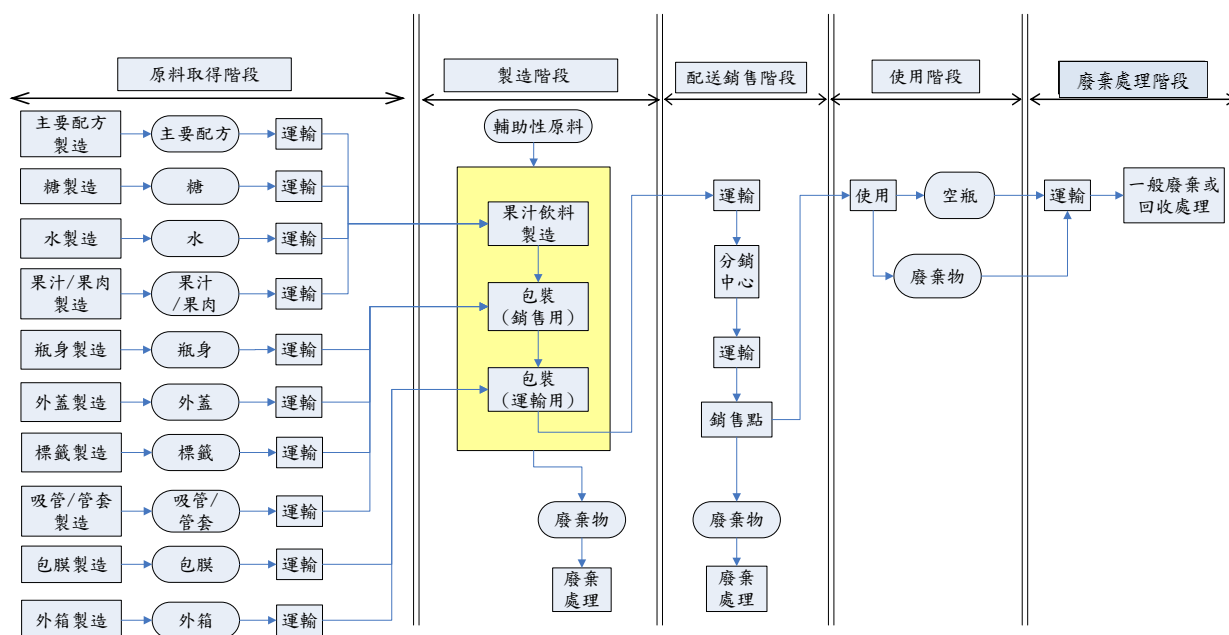 原料取得階段
製造階段
配送銷售階段
使用階段
廢棄處理階段
主要配方
製造
主要配方
運輸
糖製造
糖
運輸
水製造
水
運輸
果汁/果肉
製造
果汁
/果肉
運輸
瓶身製造
瓶身
運輸
外蓋製造
外蓋
運輸
標籤製造
標籤
運輸
吸管/管套
製造
吸管/
管套
運輸
包膜製造
包膜
運輸
外箱製造
外箱
運輸
輔助性原料
果汁飲料
製造
包裝
(銷售用)
包裝
(運輸用)
廢棄物
廢棄
處理
運輸
分銷
中心
運輸
銷售點
廢棄物
廢棄
處理
使用
空瓶
廢棄物
運輸
一般廢棄或
回收處理